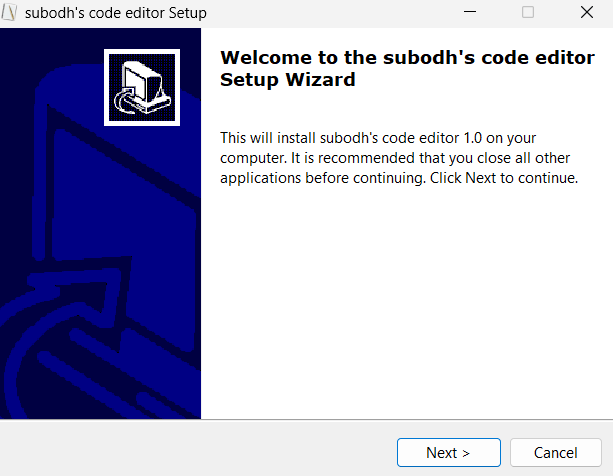 subodh's code editor Setup
Welcome to the subodh's code editor
Setup Wizard
This will install subodh's code editor 1.0 on your
computer. It is recommended that you close all other
applications before continuing. Click Next to continue.
Next >
Cancel